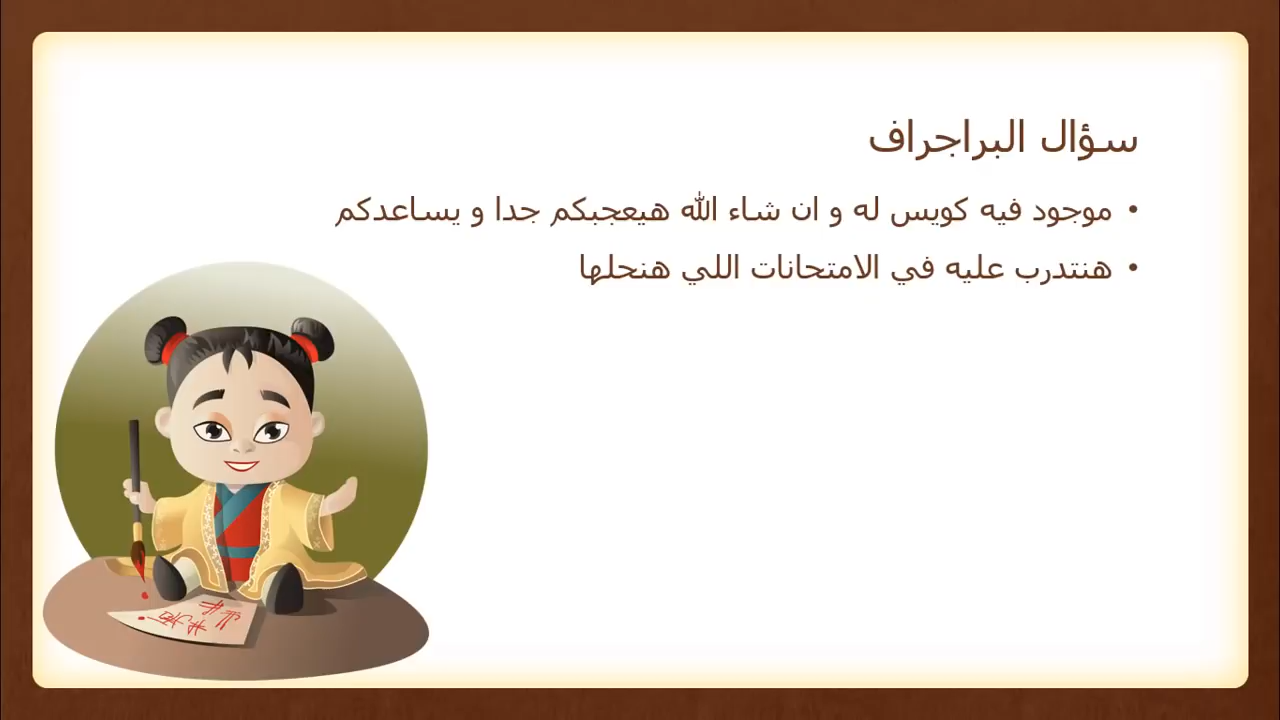 سؤال البراجراف
• موجود فيه كويس له و ان شاء الله هيعجبكم جدا و يساعدكم
• هنتدرب عليه في الامتحانات اللي هنحلها